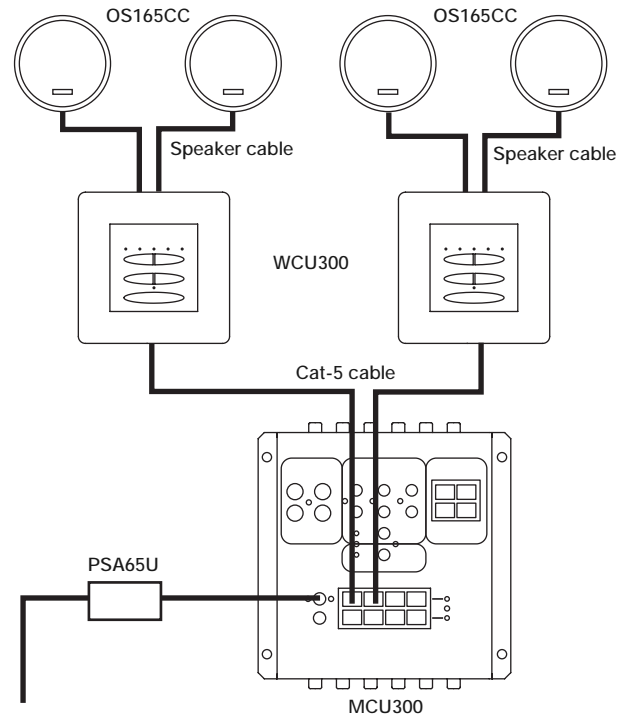 OS165CC
OS165CC
Speaker cable
Speaker cable
WCU300
Cat-5 cable
PSA65U
MCU300